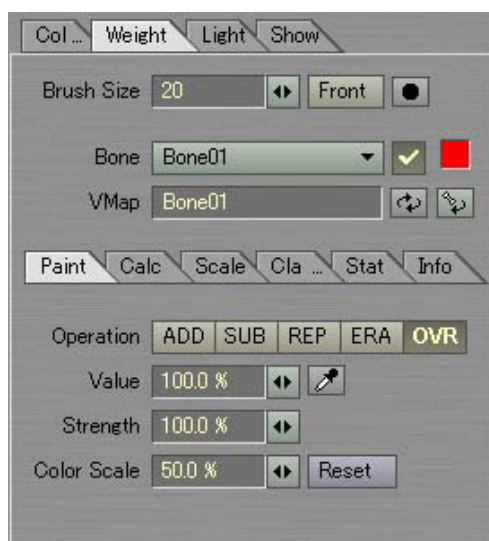 Col ... Weight Light Show
Brush Size 20 Front
Bone Bone01
VMap Bone01
Paint Calc Scale Cla ... Stat Info
Operation ADD SUB REP ERA OVR
Value 100.0 %
Strength 100.0 %
Color Scale 50.0 % Reset